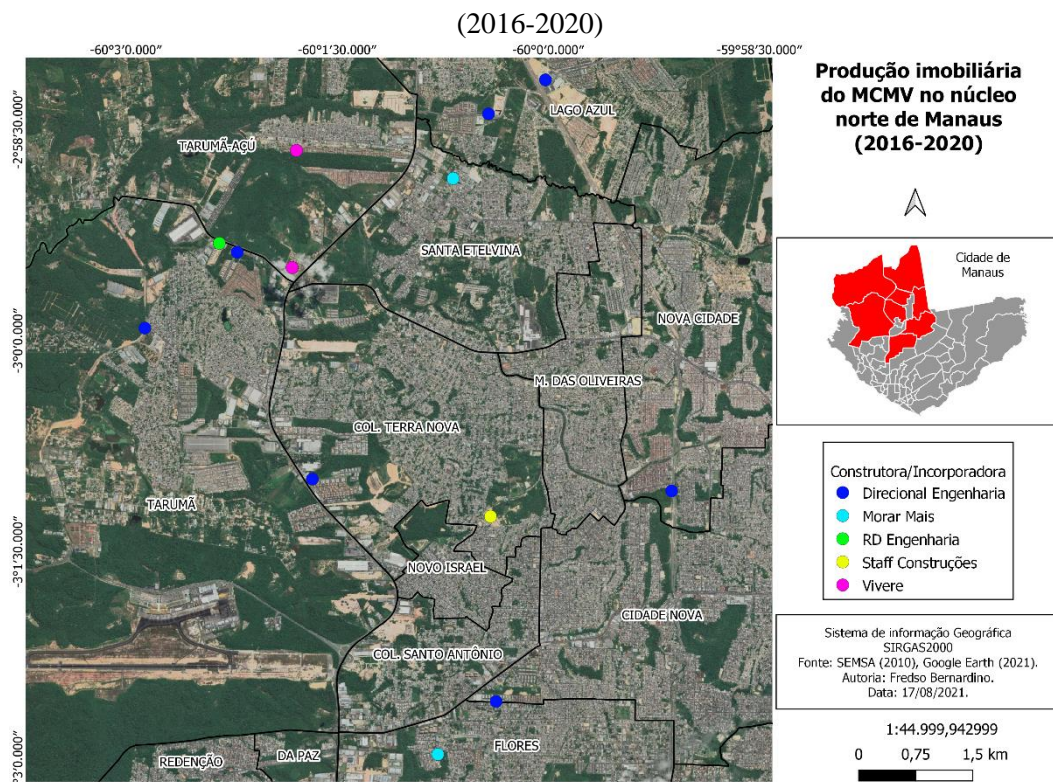 (2016-2020)
-60°3'0.000"
-60°1'30.000"
-60°0'0.000"
-59°58'30.000"
-2°58'30.000"
-3°0'0.000"
-3°1'30.000"
-3°3'0.000"
LAGO AZUL
TARUMÃ-AÇÚ
SANTA ETELVINA
NOVA CIDADE
M. DAS OLIVEIRAS
COL. TERRA NOVA
TARUMÃ
NOVO ISRAEL
CIDADE NOVA
COL. SANTO ANTÔNIO
FLORES
DA PAZ
REDENÇÃO
Produção imobiliária
do MCMV no núcleo
norte de Manaus
(2016-2020)
Cidade de
Manaus
Construtora/Incorporadora
Direcional Engenharia
Morar Mais
RD Engenharia
Staff Construções
Vivere
Sistema de informação Geográfica
SIRGAS2000
Fonte: SEMSA (2010), Google Earth (2021).
Autoria: Fredso Bernardino.
Data: 17/08/2021.
1:44.999,942999
0 0,75 1,5 km